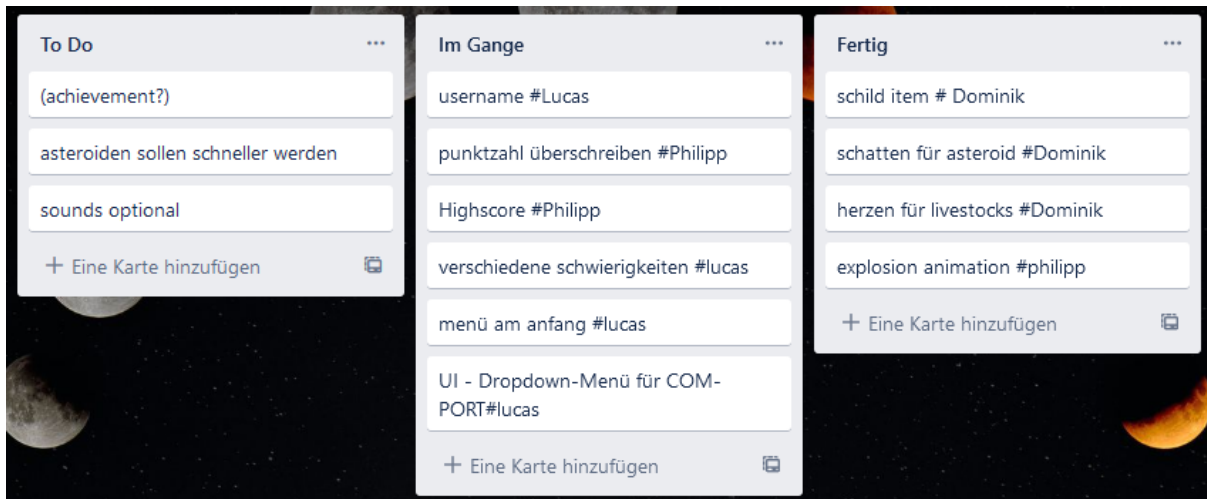 To Do
(achievement?)
asteroiden sollen schneller werden
sounds optional
Eine Karte hinzufügen
Im Gange
username #Lucas
punktzahl überschreiben #Philipp
Highscore #Philipp
verschiedene schwierigkeiten #lucas
menü am anfang #lucas
UI - Dropdown-Menü für COM-
PORT#lucas
Eine Karte hinzufügen
Fertig
schild item # Dominik
schatten für asteroid #Dominik
herzen für livestocks #Dominik
explosion animation #philipp
Eine Karte hinzufügen